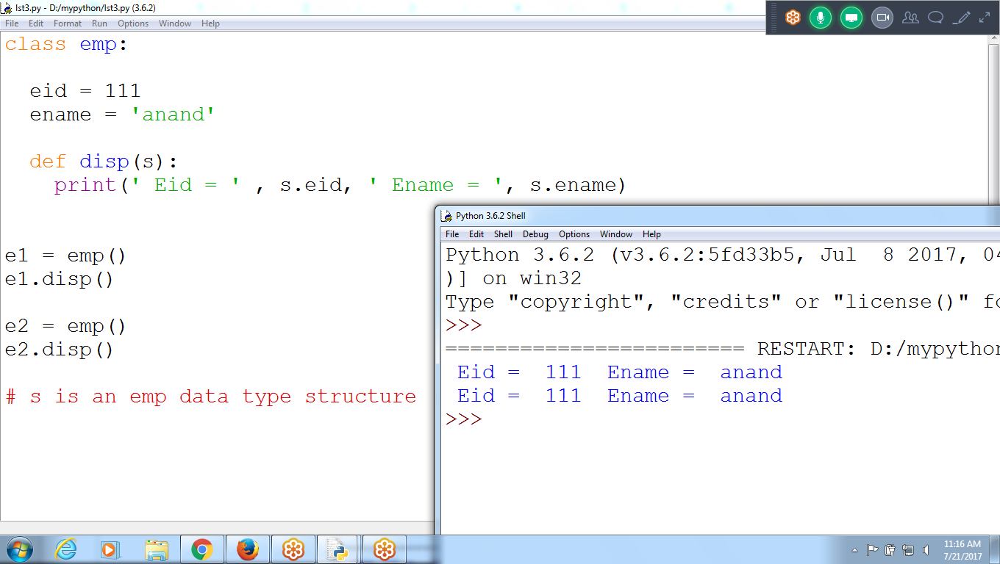 lst3.py - D:/mypython/lst3.py (3.6.2)
File Edit Format Run Options Window Help
class emp:
eid = 111
ename = 'anand'
def disp(s):
print(' Eid = ' , s.eid, ' Ename = ', s.ename)
e1 = emp()
e1.disp()
e2 = emp()
e2.disp()
# s is an emp data type structure
Python 3.6.2 Shell
File Edit Shell Debug Options Window Help
Python 3.6.2 (v3.6.2:5fd33b5, Jul 8 2017, 04
)] on win32
Type "copyright", "credits" or "license()" fo
>>>
======================== RESTART: D:/mypython
Eid = 111 Ename = anand
Eid = 111 Ename = anand
>>>
11:16 AM
7/21/2017